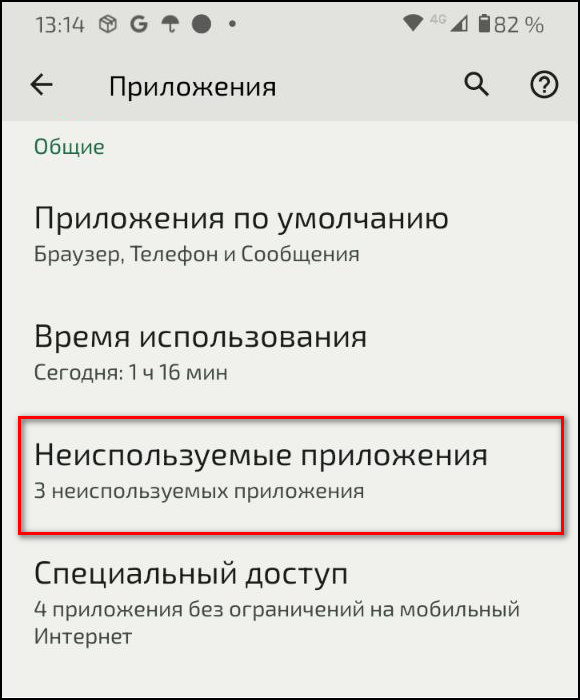 13:14 G 4G 82 %
Приложения
Общие
Приложения по умолчанию
Браузер, Телефон и Сообщения
Время использования
Сегодня: 1 ч 16 мин
Неиспользуемые приложения
3 неиспользуемых приложения
Специальный доступ
4 приложения без ограничений на мобильный
Интернет